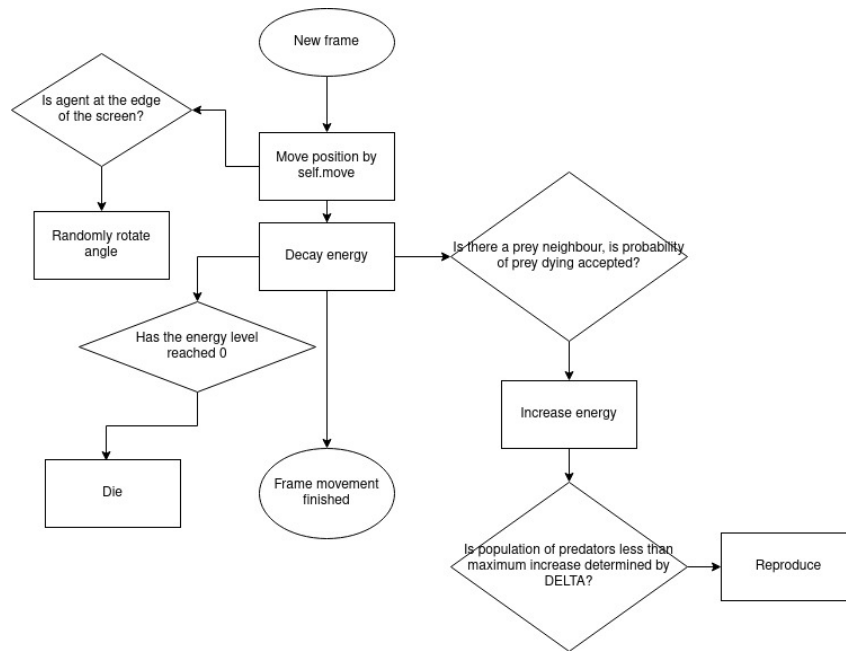 New frame
Is agent at the edge
of the screen?
Move position by
self.move
Randomly rotate
angle
Decay energy
Is there a prey neighbour, is probability
of prey dying accepted?
Has the energy level
reached 0
Increase energy
Die
Frame movement
finished
Is population of predators less than
maximum increase determined by
DELTA?
Reproduce